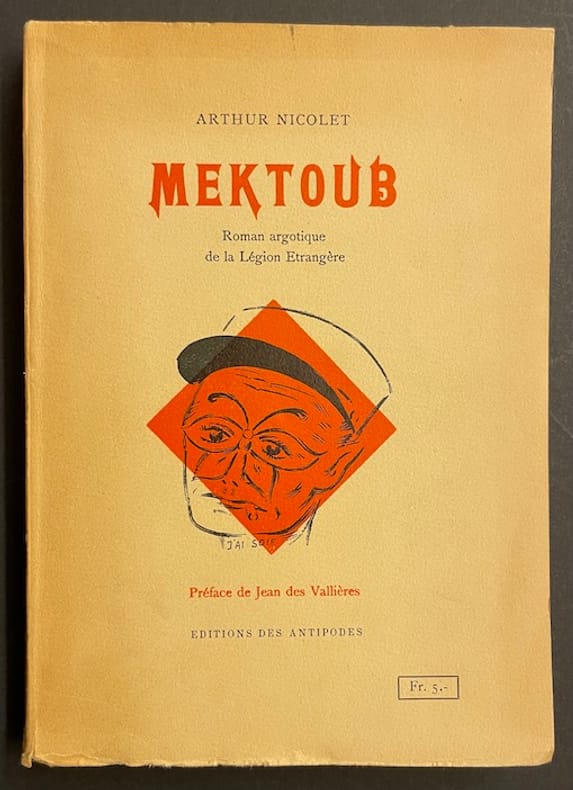 ARTHUR NICOLET
MEKTOUB
Roman argotique
de la Légion Etrangère
J'AI SOIF
Préface de Jean des Vallières
EDITIONS DES ANTIPODES
Fr. 5.-